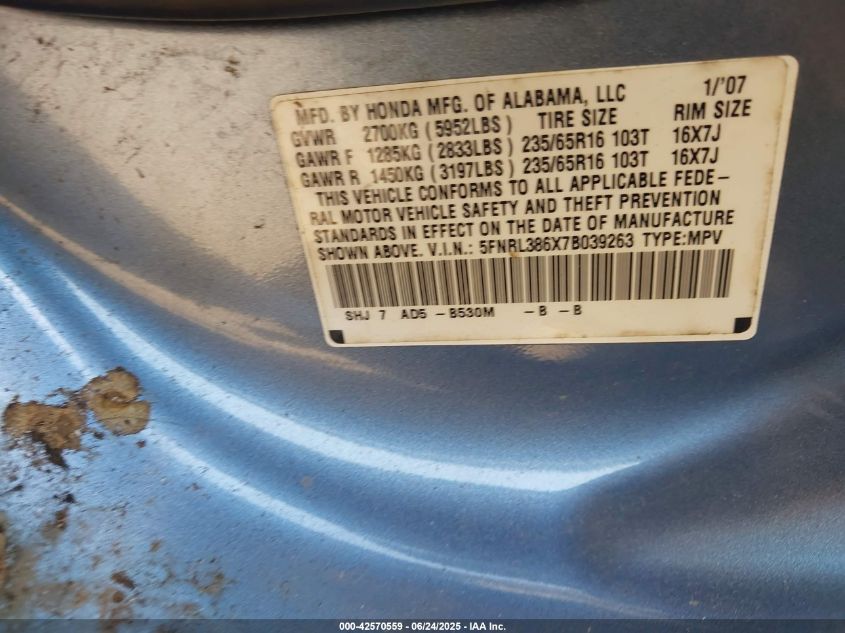 MFD. BY HONDA MFG. OF ALABAMA, LLC 1/'07
GVWR 2700KG (5952LBS) TIRE SIZE RIM SIZE
GAWR F 1285KG (2833LBS) 235/65R16 103T 16X7J
GAWR R 1450KG (3197LBS) 235/65R16 103T 16X7J
THIS VEHICLE CONFORMS TO ALL APPLICABLE FEDE-
RAL MOTOR VEHICLE SAFETY AND THEFT PREVENTION
STANDARDS IN EFFECT ON THE DATE OF MANUFACTURE
SHOWN ABOVE. V.I.N.: 5FNRL386X7B039263 TYPE:MPV
SHJ 7 AD5 -B530M -B -B
000-42570559 - 06/24/2025 - IAA Inc.